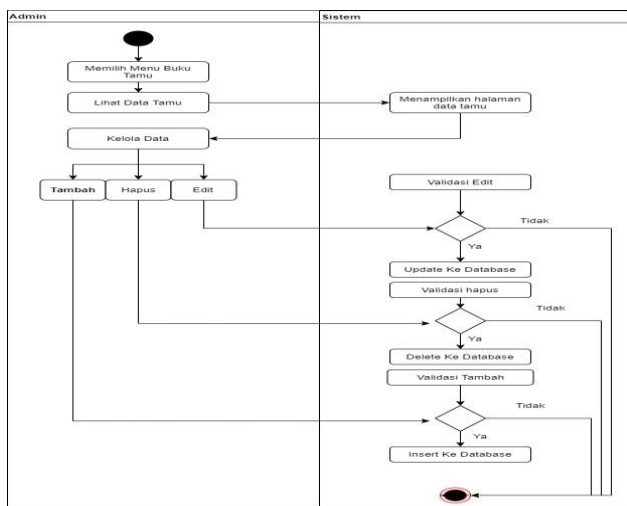 Admin
Sistem
Memilih Menu Buku
Tamu
Lihat Data Tamu
Menampilkan halaman
data tamu
Kelola Data
Tambah
Hapus
Edit
Validasi Edit
Tidak
Ya
Update Ke Database
Validasi hapus
Tidak
Ya
Delete Ke Database
Validasi Tambah
Tidak
Ya
Insert Ke Database